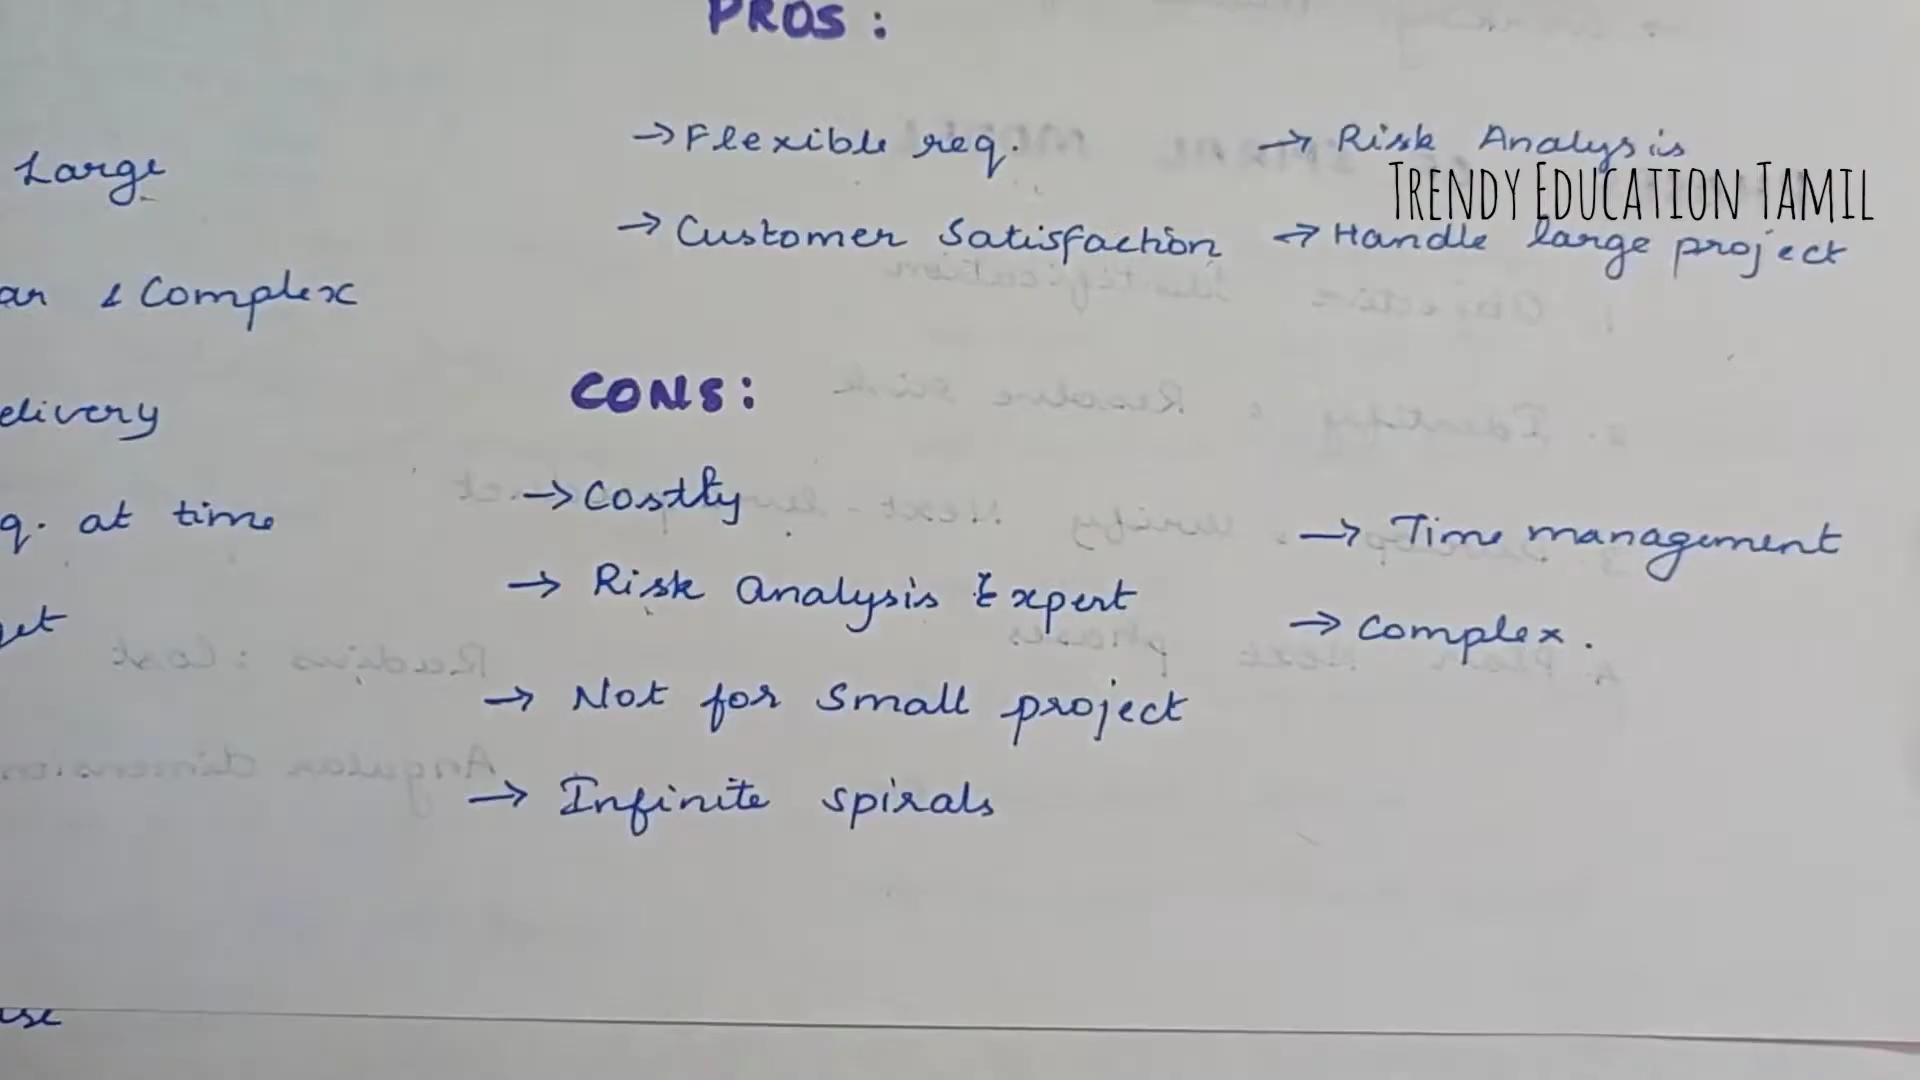 PROS :
→ Flexible req.
→ Risk Analysis
TRENDY EDUCATION TAMIL
→ Customer Satisfaction
→ Handle large project
Large
& Complex
CONS :
→ Costly
→ Time management
at time
→ Risk Analysis Expert
→ Complex.
→ Not for small project
→ Infinite spirals